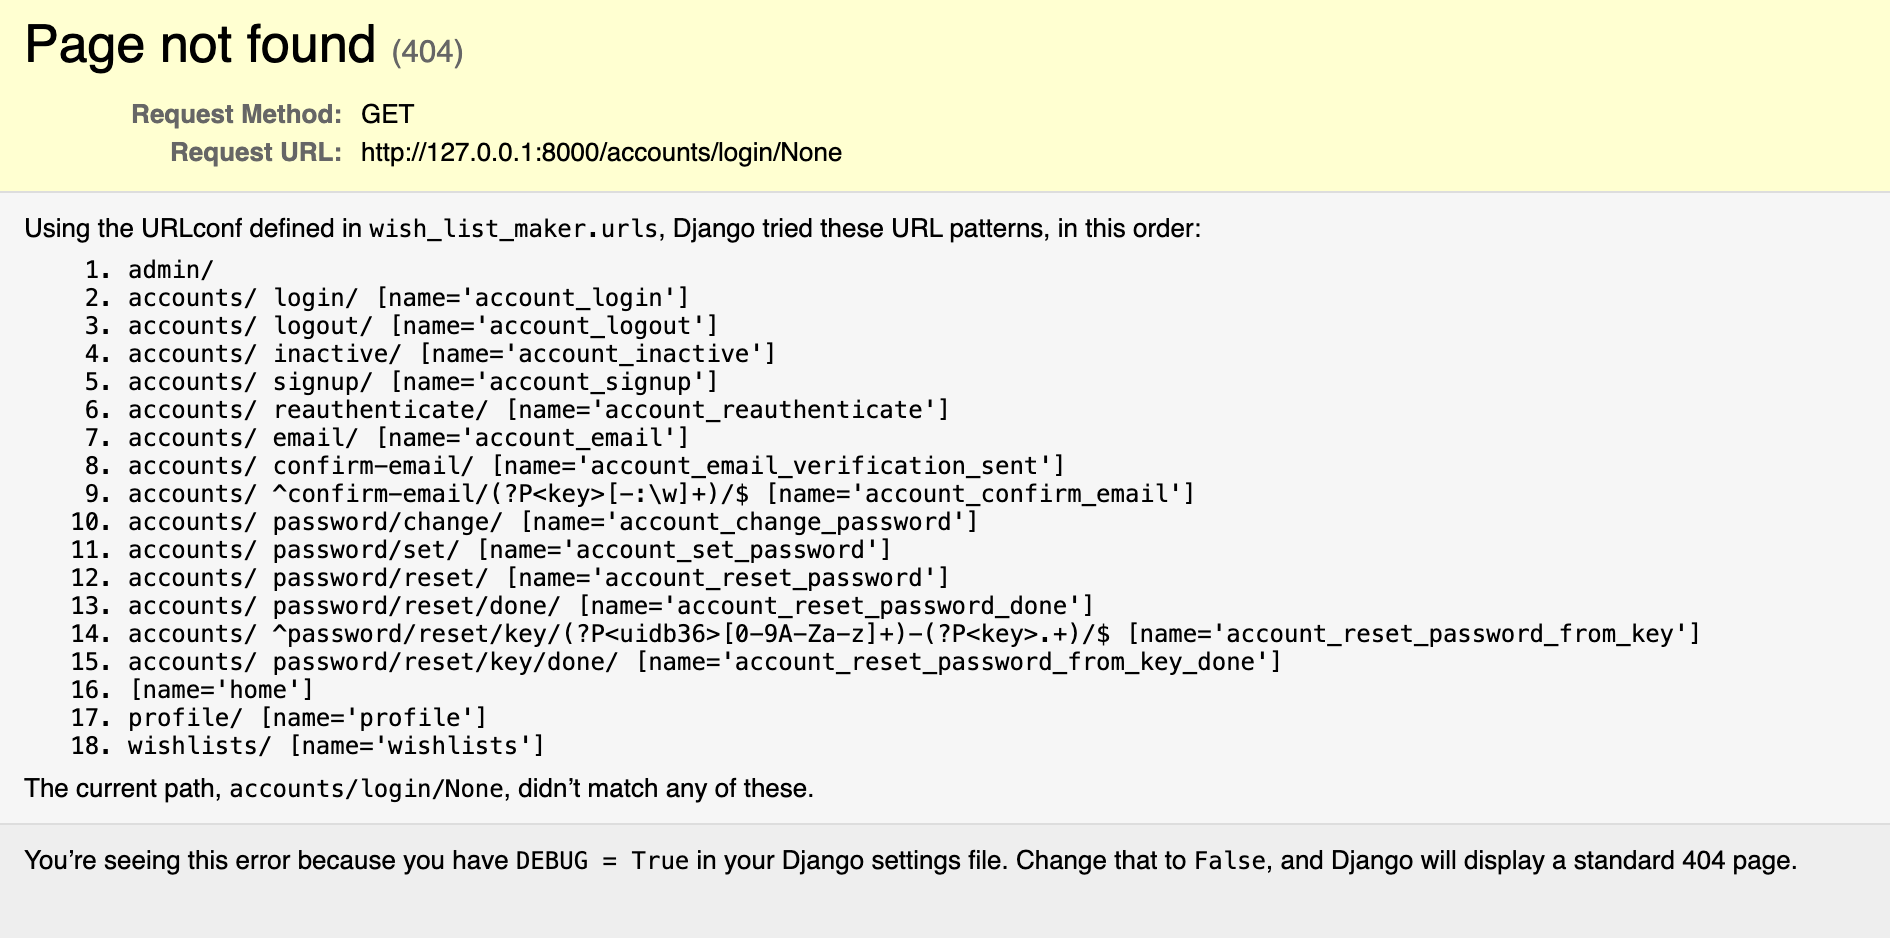 Page not found (404)
Request Method: GET
Request URL: http://127.0.0.1:8000/accounts/login/None
Using the URLconf defined in wish_list_maker.urls, Django tried these URL patterns, in this order:
1. admin/
2. accounts/ login/ [name='account_login']
3. accounts/ logout/ [name='account_logout']
4. accounts/ inactive/ [name='account_inactive']
5. accounts/ signup/ [name='account_signup']
6. accounts/ reauthenticate/ [name='account_reauthenticate']
7. accounts/ email/ [name='account_email']
8. accounts/ confirm-email/ [name='account_email_verification_sent']
9. accounts/ ^confirm-email/(?P<key>[-:\w]+)/$ [name='account_confirm_email']
10. accounts/ password/change/ [name='account_change_password']
11. accounts/ password/set/ [name='account_set_password']
12. accounts/ password/reset/ [name='account_reset_password']
13. accounts/ password/reset/done/ [name='account_reset_password_done']
14. accounts/ ^password/reset/key/(?P<uidb36>[0-9A-Za-z]+)-(?P<key>.+)/$ [name='account_reset_password_from_key']
15. accounts/ password/reset/key/done/ [name='account_reset_password_from_key_done']
16. [name='home']
17. profile/ [name='profile']
18. wishlists/ [name='wishlists']
The current path, accounts/login/None, didn’t match any of these.
You’re seeing this error because you have DEBUG = True in your Django settings file. Change that to False, and Django will display a standard 404 page.